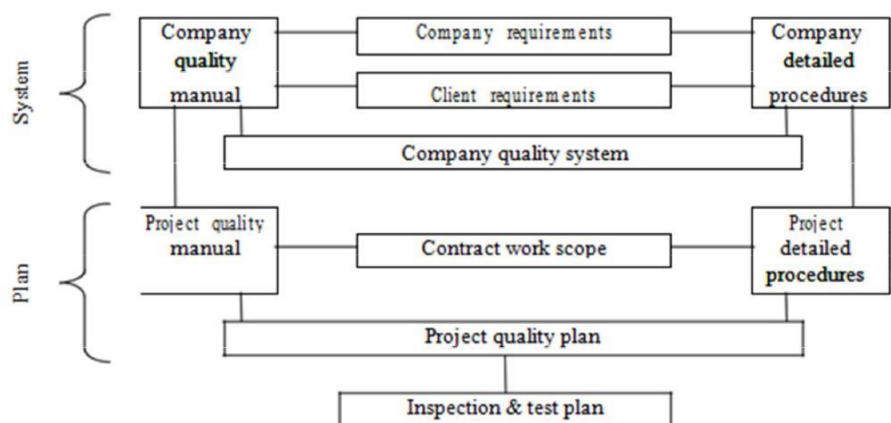 System
Company
quality
manual
Company requirements
Client requirements
Company
detailed
procedures
Company quality system
Plan
Project quality
manual
Contract work scope
Project
detailed
procedures
Project quality plan
Inspection & test plan